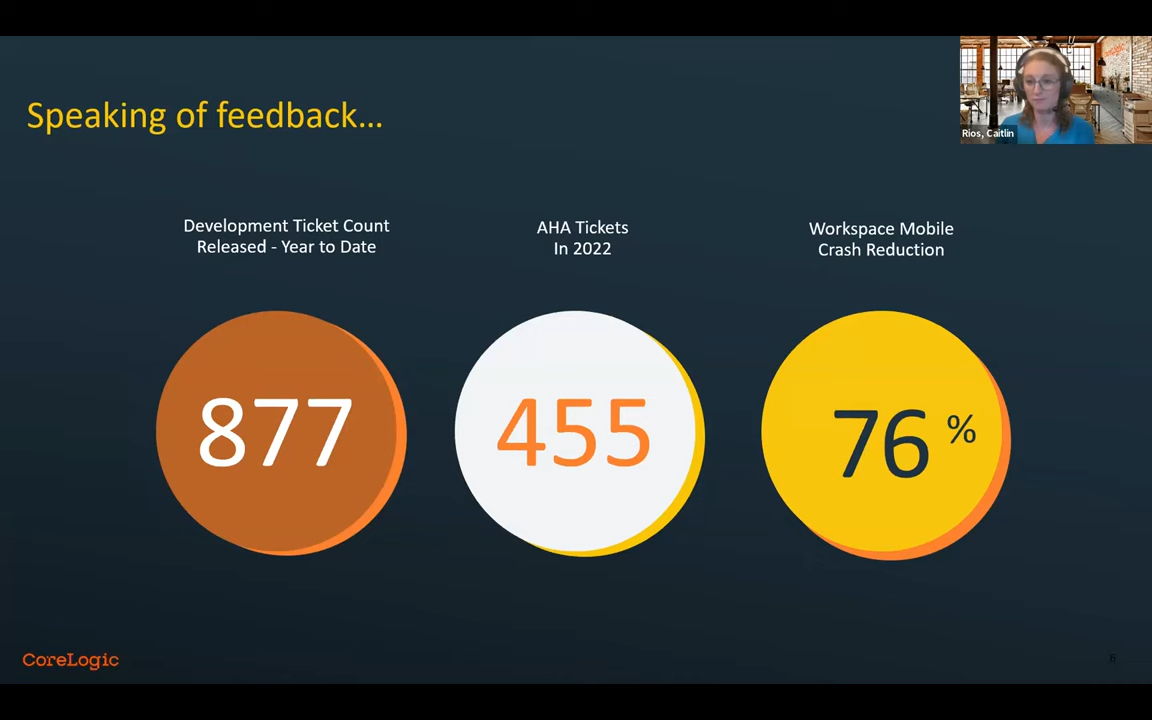 Speaking of feedback...
Rios, Caitlin
Development Ticket Count
Released - Year to Date
AHA Tickets
In 2022
Workspace Mobile
Crash Reduction
877
455
76 %
CoreLogic
6